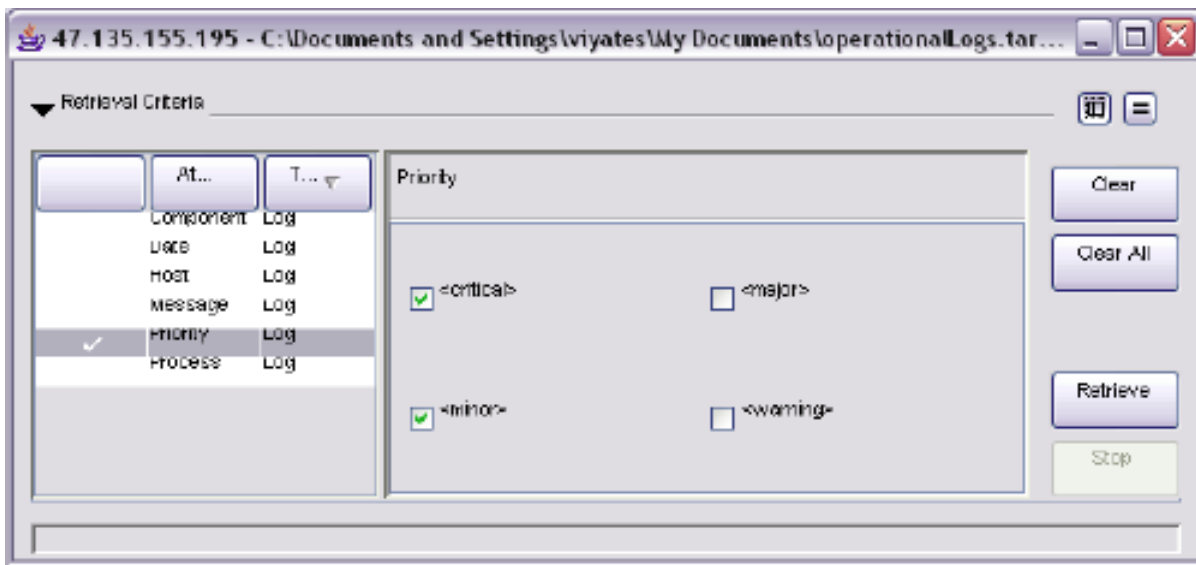 47.135.155.195 - C:\Documents and Settings\viyates\My Documents\operationalLogs.tar...
Retrieval Criteria
At... T...
Component Log
Date Log
Host Log
Message Log
Priority Log
Process Log
Priority
<critical> <major>
<minor> <warning>
Clear
Clear All
Retrieve
Stop